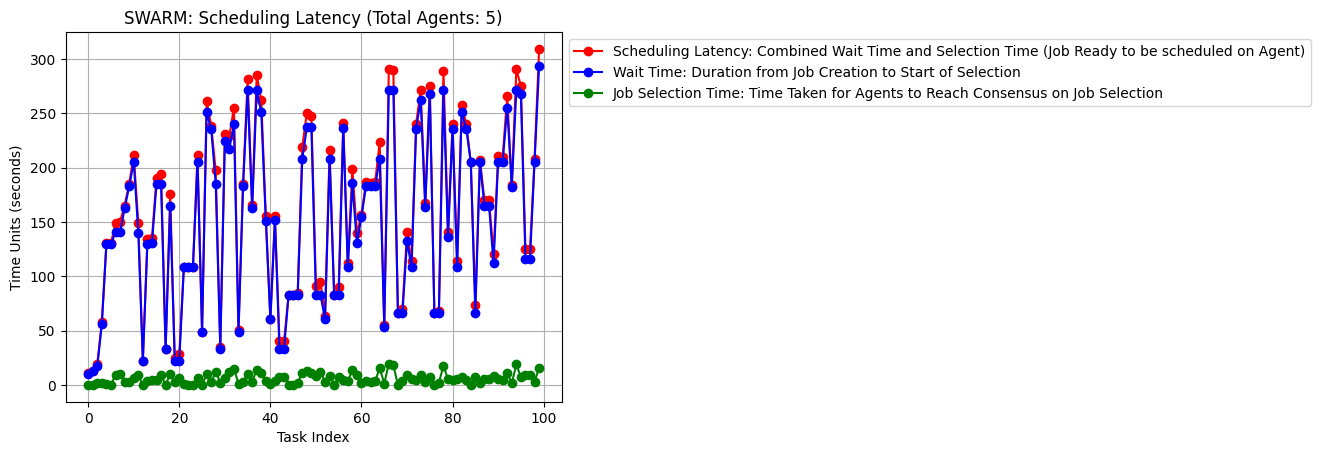 SWARM: Scheduling Latency (Total Agents: 5)
Scheduling Latency: Combined Wait Time and Selection Time (Job Ready to be scheduled on Agent)
Wait Time: Duration from Job Creation to Start of Selection
Job Selection Time: Time Taken for Agents to Reach Consensus on Job Selection
Time Units (seconds)
300
250
200
150
100
50
0
0 20 40 60 80 100
Task Index